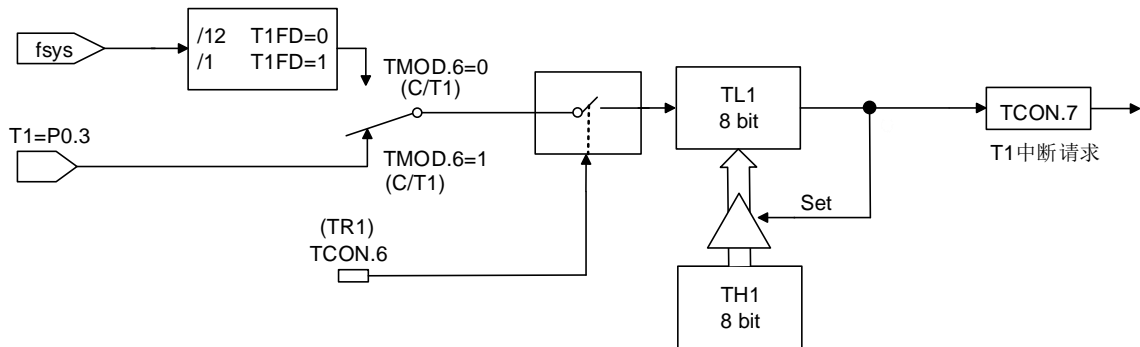 fsys
/12 T1FD=0
/1 T1FD=1
TMOD.6=0
(C/T1)
T1=P0.3
TMOD.6=1
(C/T1)
(TR1)
TCON.6
TL1
8 bit
Set
TH1
8 bit
TCON.7
T1中断请求